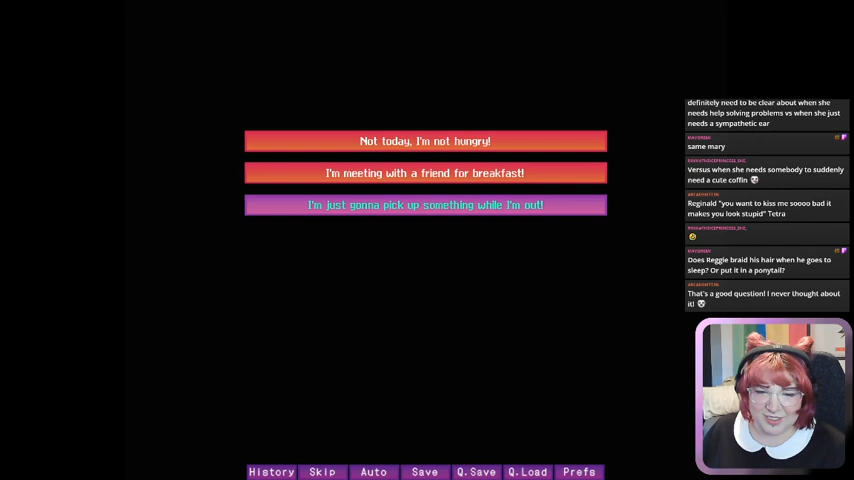 Not today, I'm not hungry!
I'm meeting with a friend for breakfast!
I'm just gonna pick up something while I'm out!
History Skip Auto Save Q.Save Q.Load Prefs
definitely need to be clear about when she
needs help solving problems vs when she just
needs a sympathetic ear
same mary
Versus when she needs somebody to suddenly
need a cute coffin
Reginald "you want to kiss me soooo bad it
makes you look stupid" Tetra
Does Reggie braid his hair when he goes to
sleep? Or put it in a ponytail?
That's a good question! I never thought about
it!